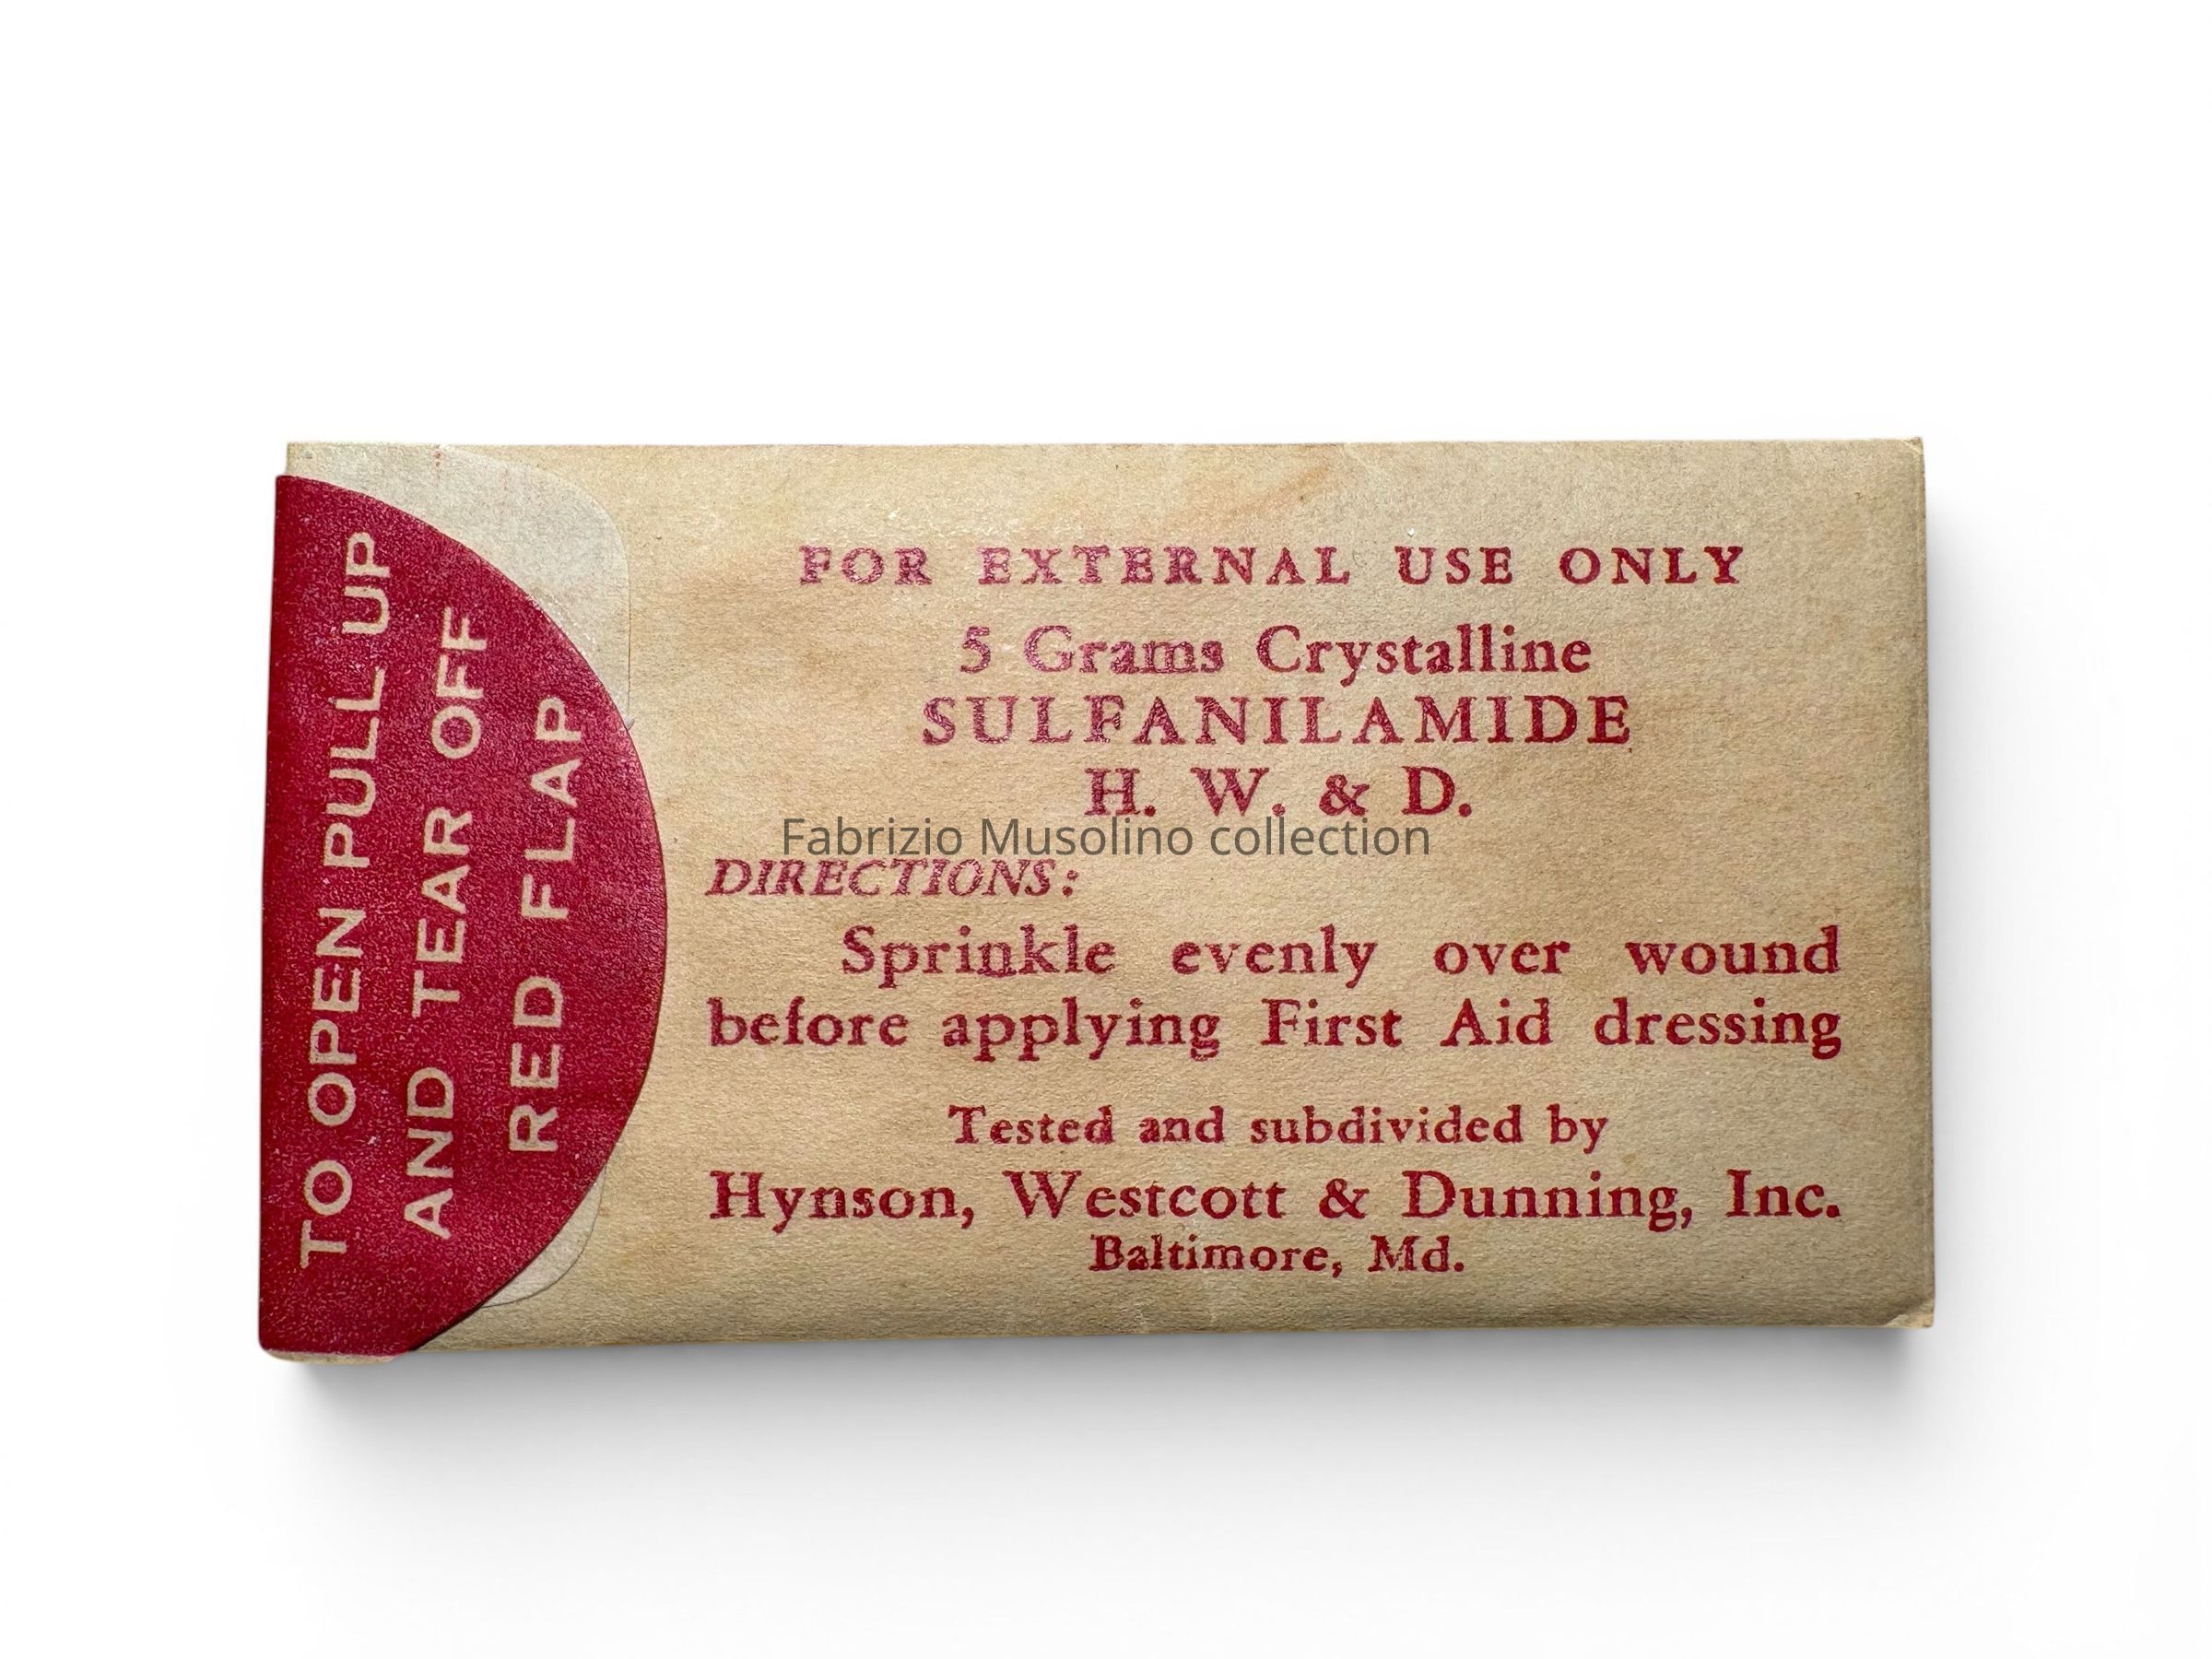 TO OPEN PULL UP
AND TEAR OFF
RED FLAP
FOR EXTERNAL USE ONLY
5 Grams Crystalline
SULFANILAMIDE
H. W. & D.
Fabrizio Musolino collection
DIRECTIONS:
Sprinkle evenly over wound
before applying First Aid dressing
Tested and subdivided by
Hynson, Westcott & Dunning, Inc.
Baltimore, Md.